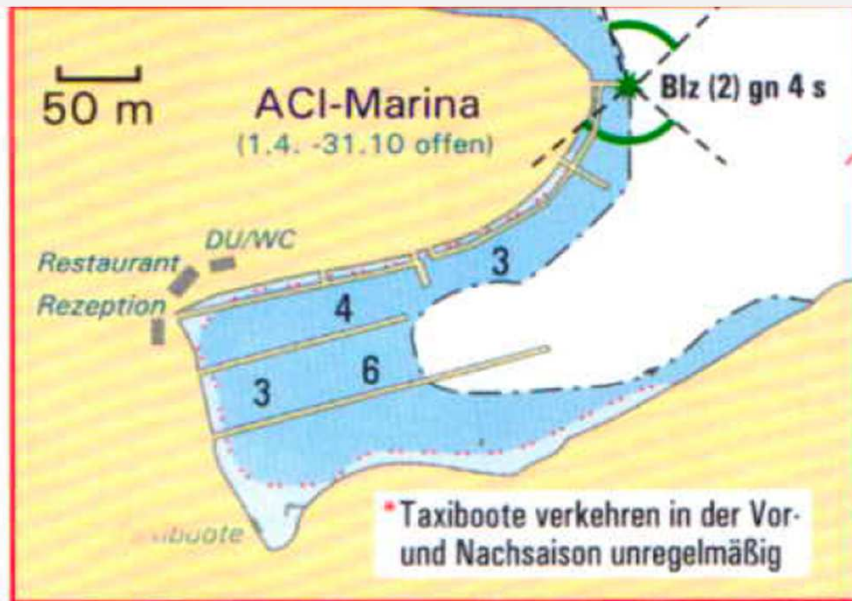 50 m
ACI-Marina
(1.4. -31.10 offen)
Blz (2) gn 4 s
DU/WC
Restaurant
Rezeption
3
4
6
3
*Taxiboote verkehren in der Vor-
und Nachsaison unregelmäßig